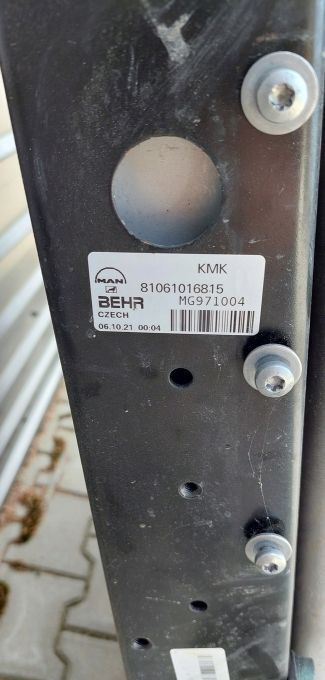 KMK
MAN
81061016815
BEHR MG971004
CZECH
06.10.21 00:04